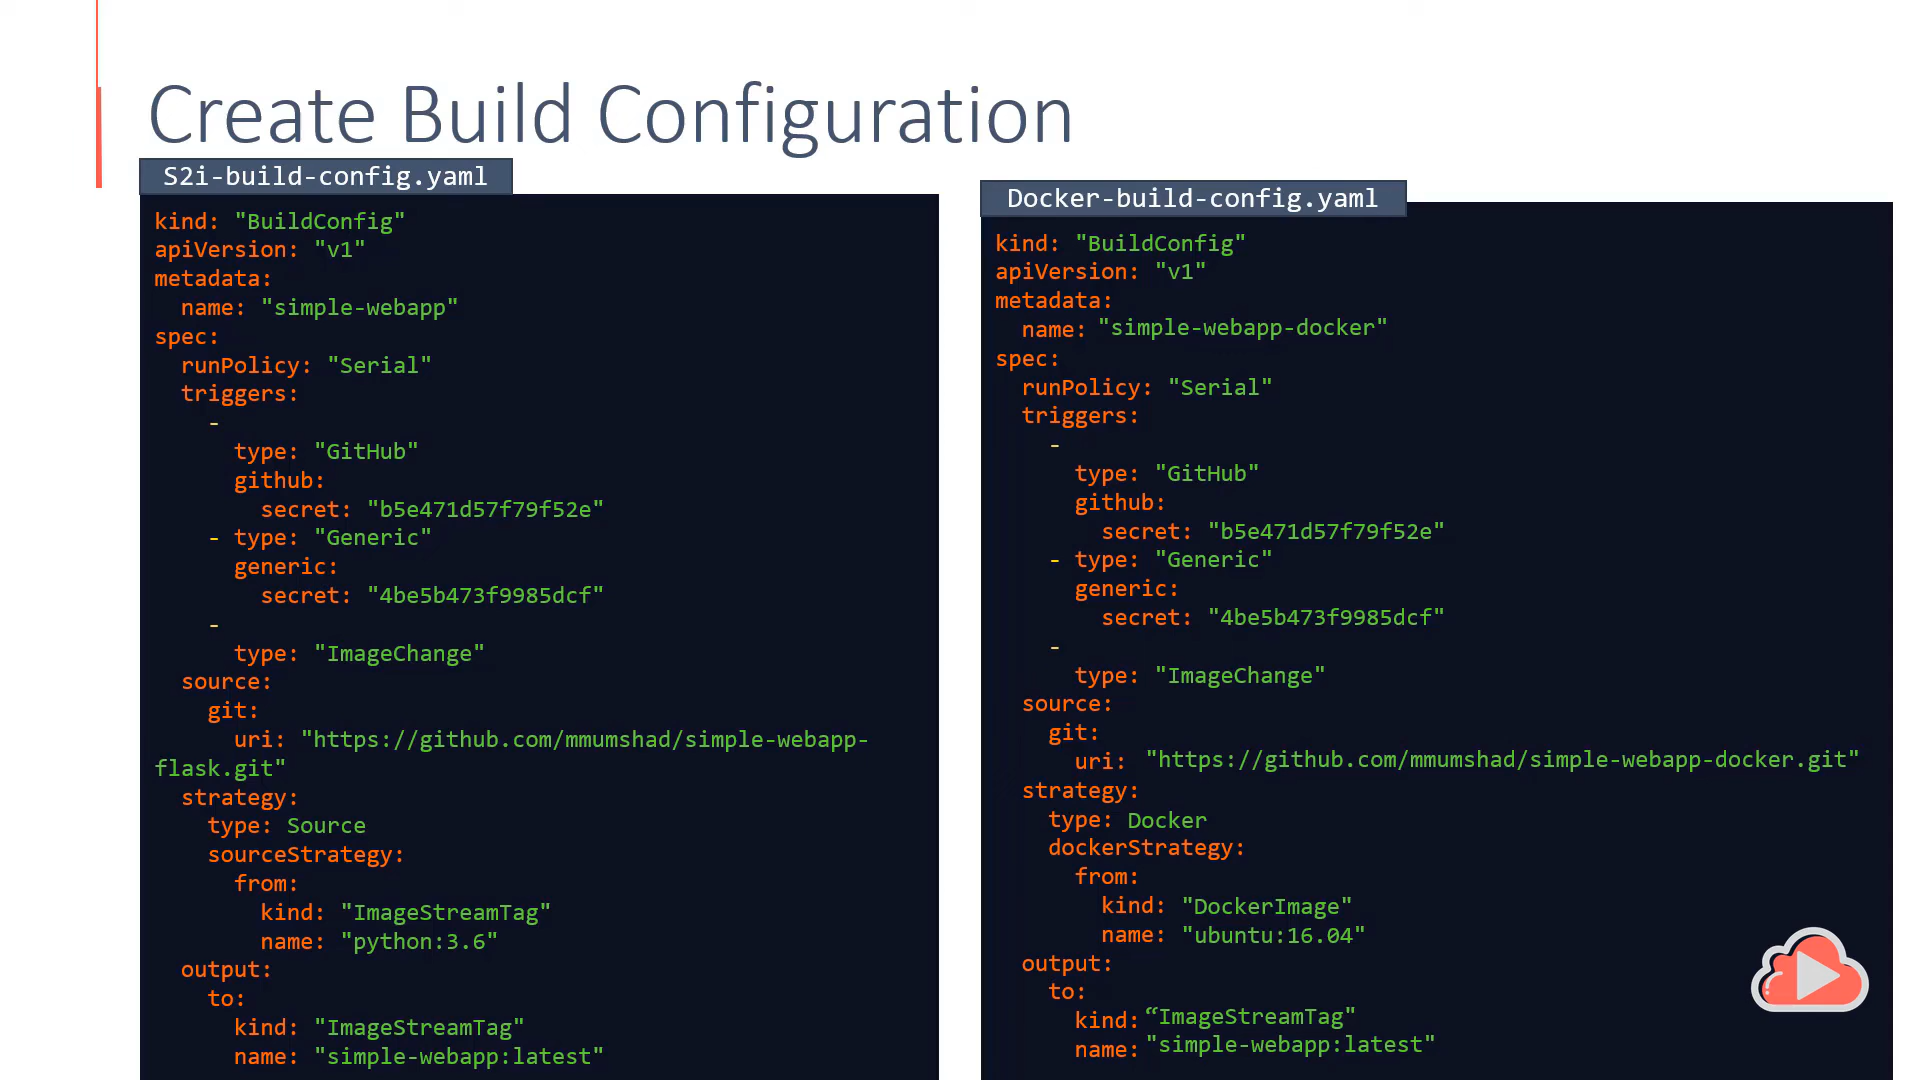 Create Build Configuration
S2i-build-config.yaml
kind: "BuildConfig"
apiVersion: "v1"
metadata:
  name: "simple-webapp"
spec:
  runPolicy: "Serial"
  triggers:
    -
      type: "GitHub"
      github:
        secret: "b5e471d57f79f52e"
    - type: "Generic"
      generic:
        secret: "4be5b473f9985dcf"
    -
      type: "ImageChange"
  source:
    git:
      uri: "https://github.com/mmumshad/simple-webapp-
flask.git"
  strategy:
    type: Source
    sourceStrategy:
      from:
        kind: "ImageStreamTag"
        name: "python:3.6"
  output:
    to:
      kind: "ImageStreamTag"
      name: "simple-webapp:latest"
Docker-build-config.yaml
kind: "BuildConfig"
apiVersion: "v1"
metadata:
  name: "simple-webapp-docker"
spec:
  runPolicy: "Serial"
  triggers:
    -
      type: "GitHub"
      github:
        secret: "b5e471d57f79f52e"
    - type: "Generic"
      generic:
        secret: "4be5b473f9985dcf"
    -
      type: "ImageChange"
  source:
    git:
      uri: "https://github.com/mmumshad/simple-webapp-docker.git"
  strategy:
    type: Docker
    dockerStrategy:
      from:
        kind: "DockerImage"
        name: "ubuntu:16.04"
  output:
    to:
      kind: “ImageStreamTag"
      name: "simple-webapp:latest"